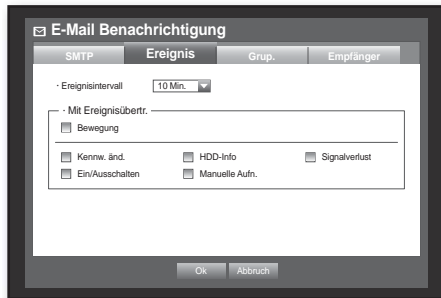 E-Mail Benachrichtigung
SMTP Ereignis Grup. Empfänger
· Ereignisintervall 10 Min.
· Mit Ereignisübertr.
Bewegung
Kennw. änd. HDD-Info Signalverlust
Ein/Ausschalten Manuelle Aufn.
Ok Abbruch